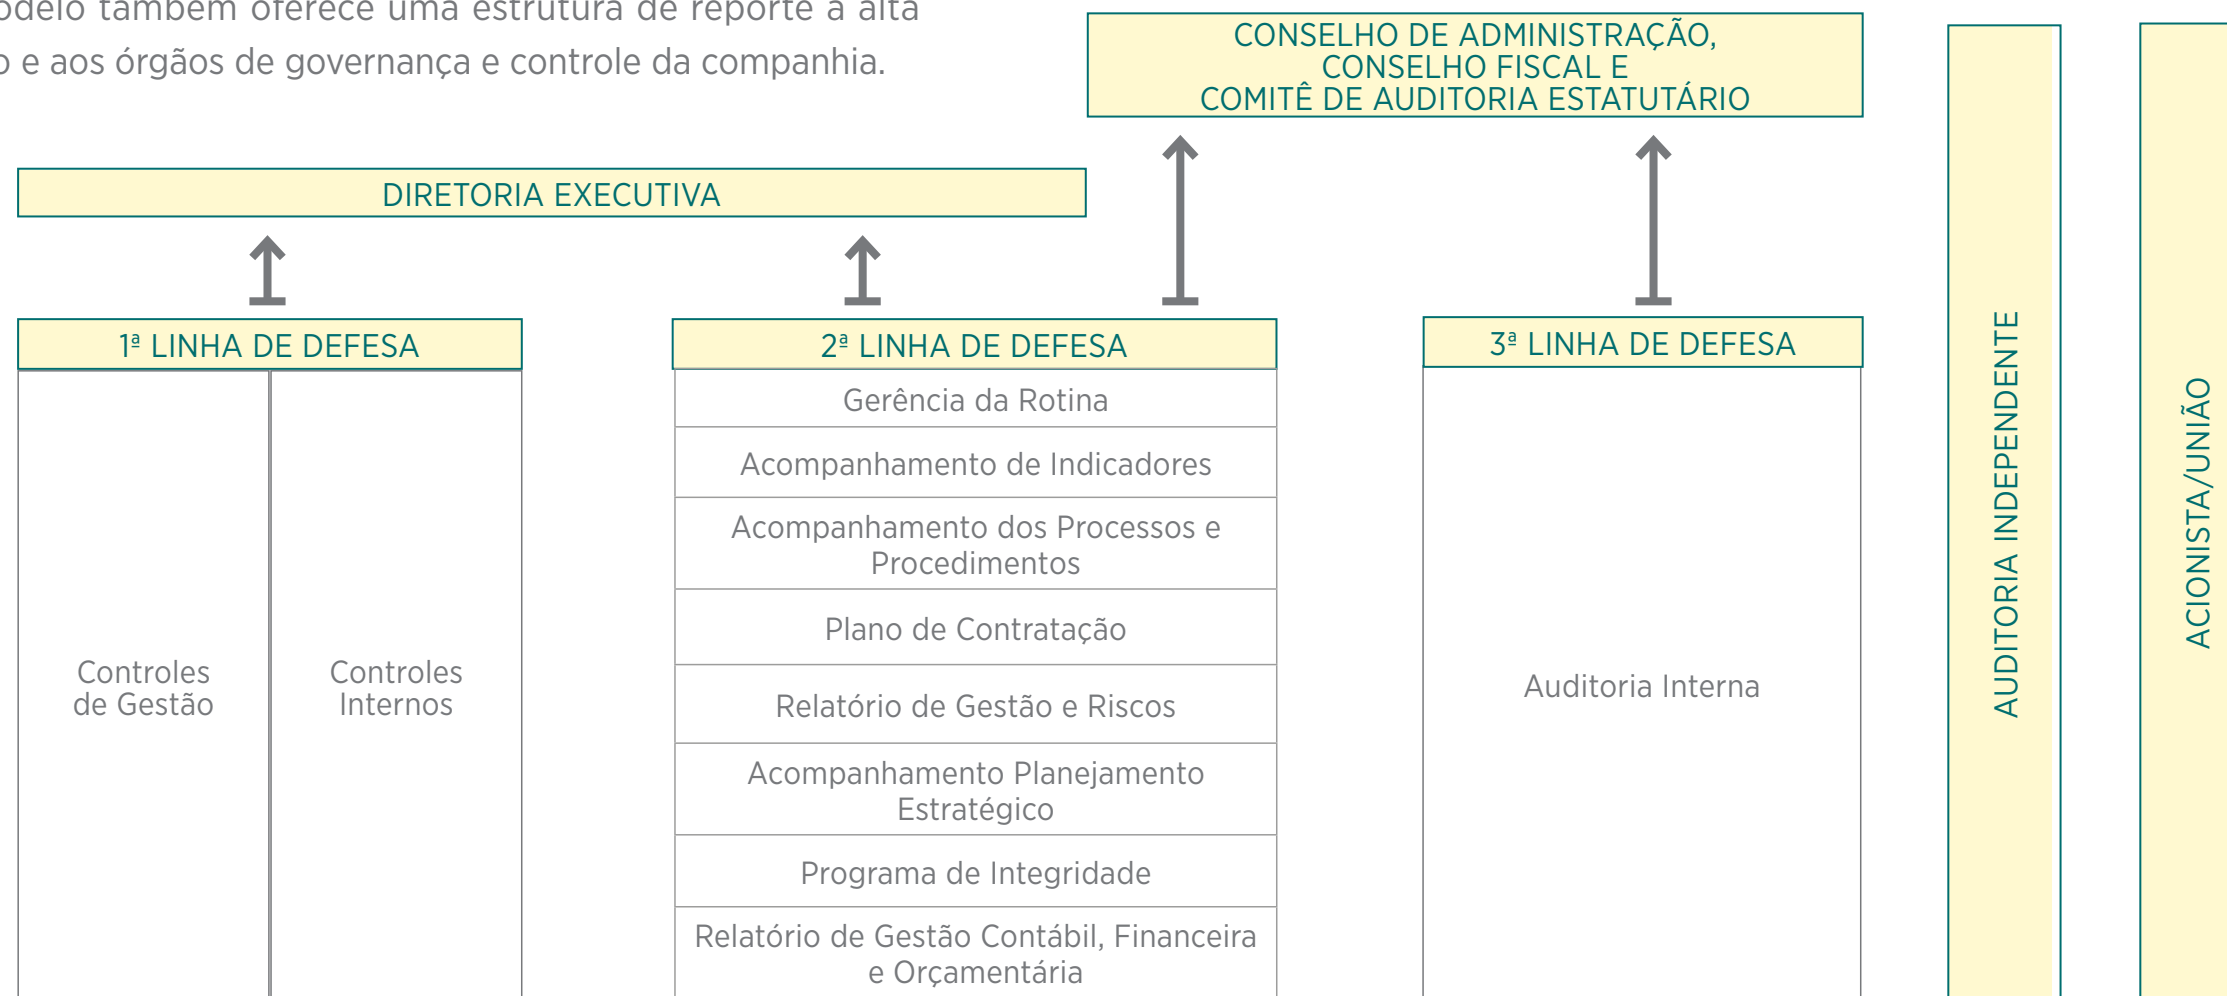 também oferece uma estrutura de reporte à alta
e aos órgãos de governança e controle da companhia.
CONSELHO DE ADMINISTRAÇÃO,
CONSELHO FISCAL E
COMITÊ DE AUDITORIA ESTATUTÁRIO
DIRETORIA EXECUTIVA
1ª LINHA DE DEFESA
Controles
de Gestão
Controles
Internos
2ª LINHA DE DEFESA
Gerência da Rotina
Acompanhamento de Indicadores
Acompanhamento dos Processos e
Procedimentos
Plano de Contratação
Relatório de Gestão e Riscos
Acompanhamento Planejamento
Estratégico
Programa de Integridade
Relatório de Gestão Contábil, Financeira
e Orçamentária
3ª LINHA DE DEFESA
Auditoria Interna
AUDITORIA INDEPENDENTE
ACIONISTA/UNIÃO